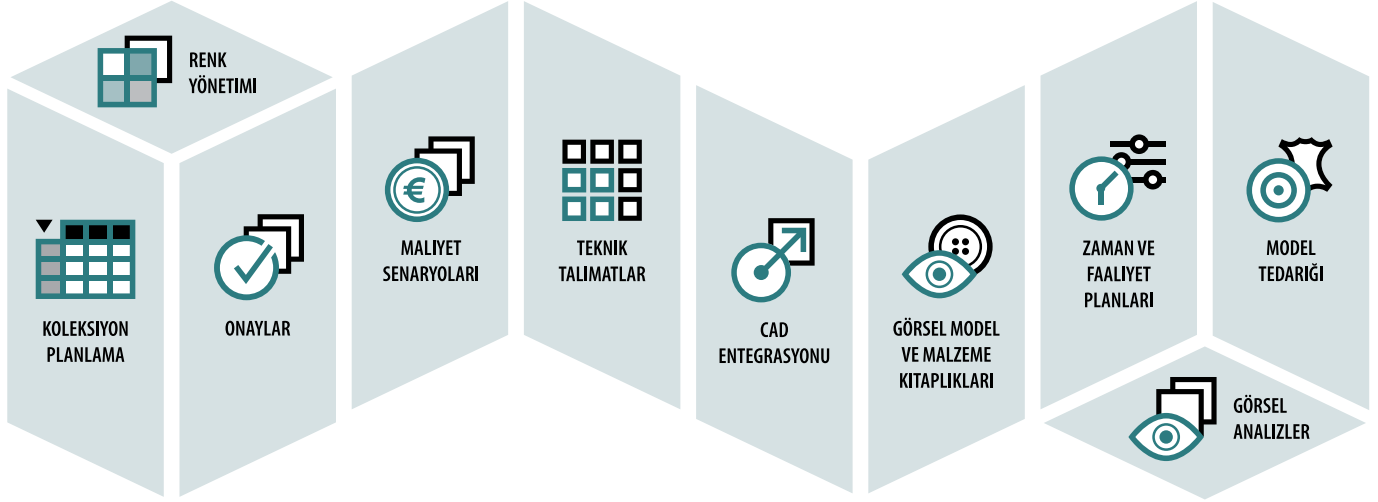 RENK
YÖNETIMI
KOLEKSIYON
PLANLAMA
ONAYLAR
MALIYET
SENARYOLARI
TEKNIK
TALIMATLAR
CAD
ENTEGRASYONU
GÖRSEL MODEL
VE MALZEME
KITAPLIKLARI
ZAMAN VE
FAALIYET
PLANLARI
MODEL
TEDARIĞI
GÖRSEL
ANALIZLER